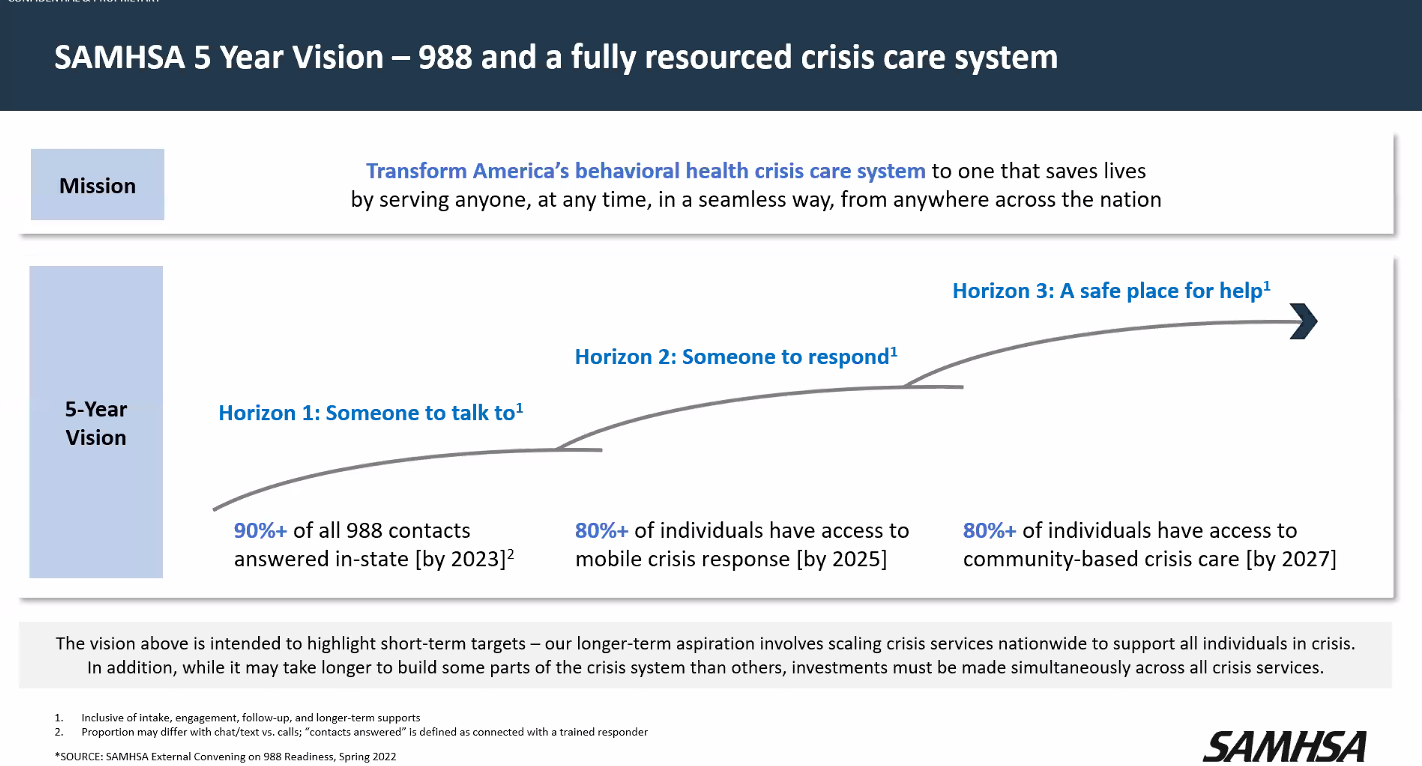 CONFIDENTIAL & PROPRIETARY
SAMHSA 5 Year Vision – 988 and a fully resourced crisis care system
Mission
Transform America’s behavioral health crisis care system to one that saves lives
by serving anyone, at any time, in a seamless way, from anywhere across the nation
5-Year
Vision
Horizon 1: Someone to talk to¹
Horizon 2: Someone to respond¹
Horizon 3: A safe place for help¹
90%+ of all 988 contacts
answered in-state [by 2023]²
80%+ of individuals have access to
mobile crisis response [by 2025]
80%+ of individuals have access to
community-based crisis care [by 2027]
The vision above is intended to highlight short-term targets – our longer-term aspiration involves scaling crisis services nationwide to support all individuals in crisis.
In addition, while it may take longer to build some parts of the crisis system than others, investments must be made simultaneously across all crisis services.
1. Inclusive of intake, engagement, follow-up, and longer-term supports
2. Proportion may differ with chat/text vs. calls; “contacts answered” is defined as connected with a trained responder
*SOURCE: SAMHSA External Convening on 988 Readiness, Spring 2022
SAMHSA